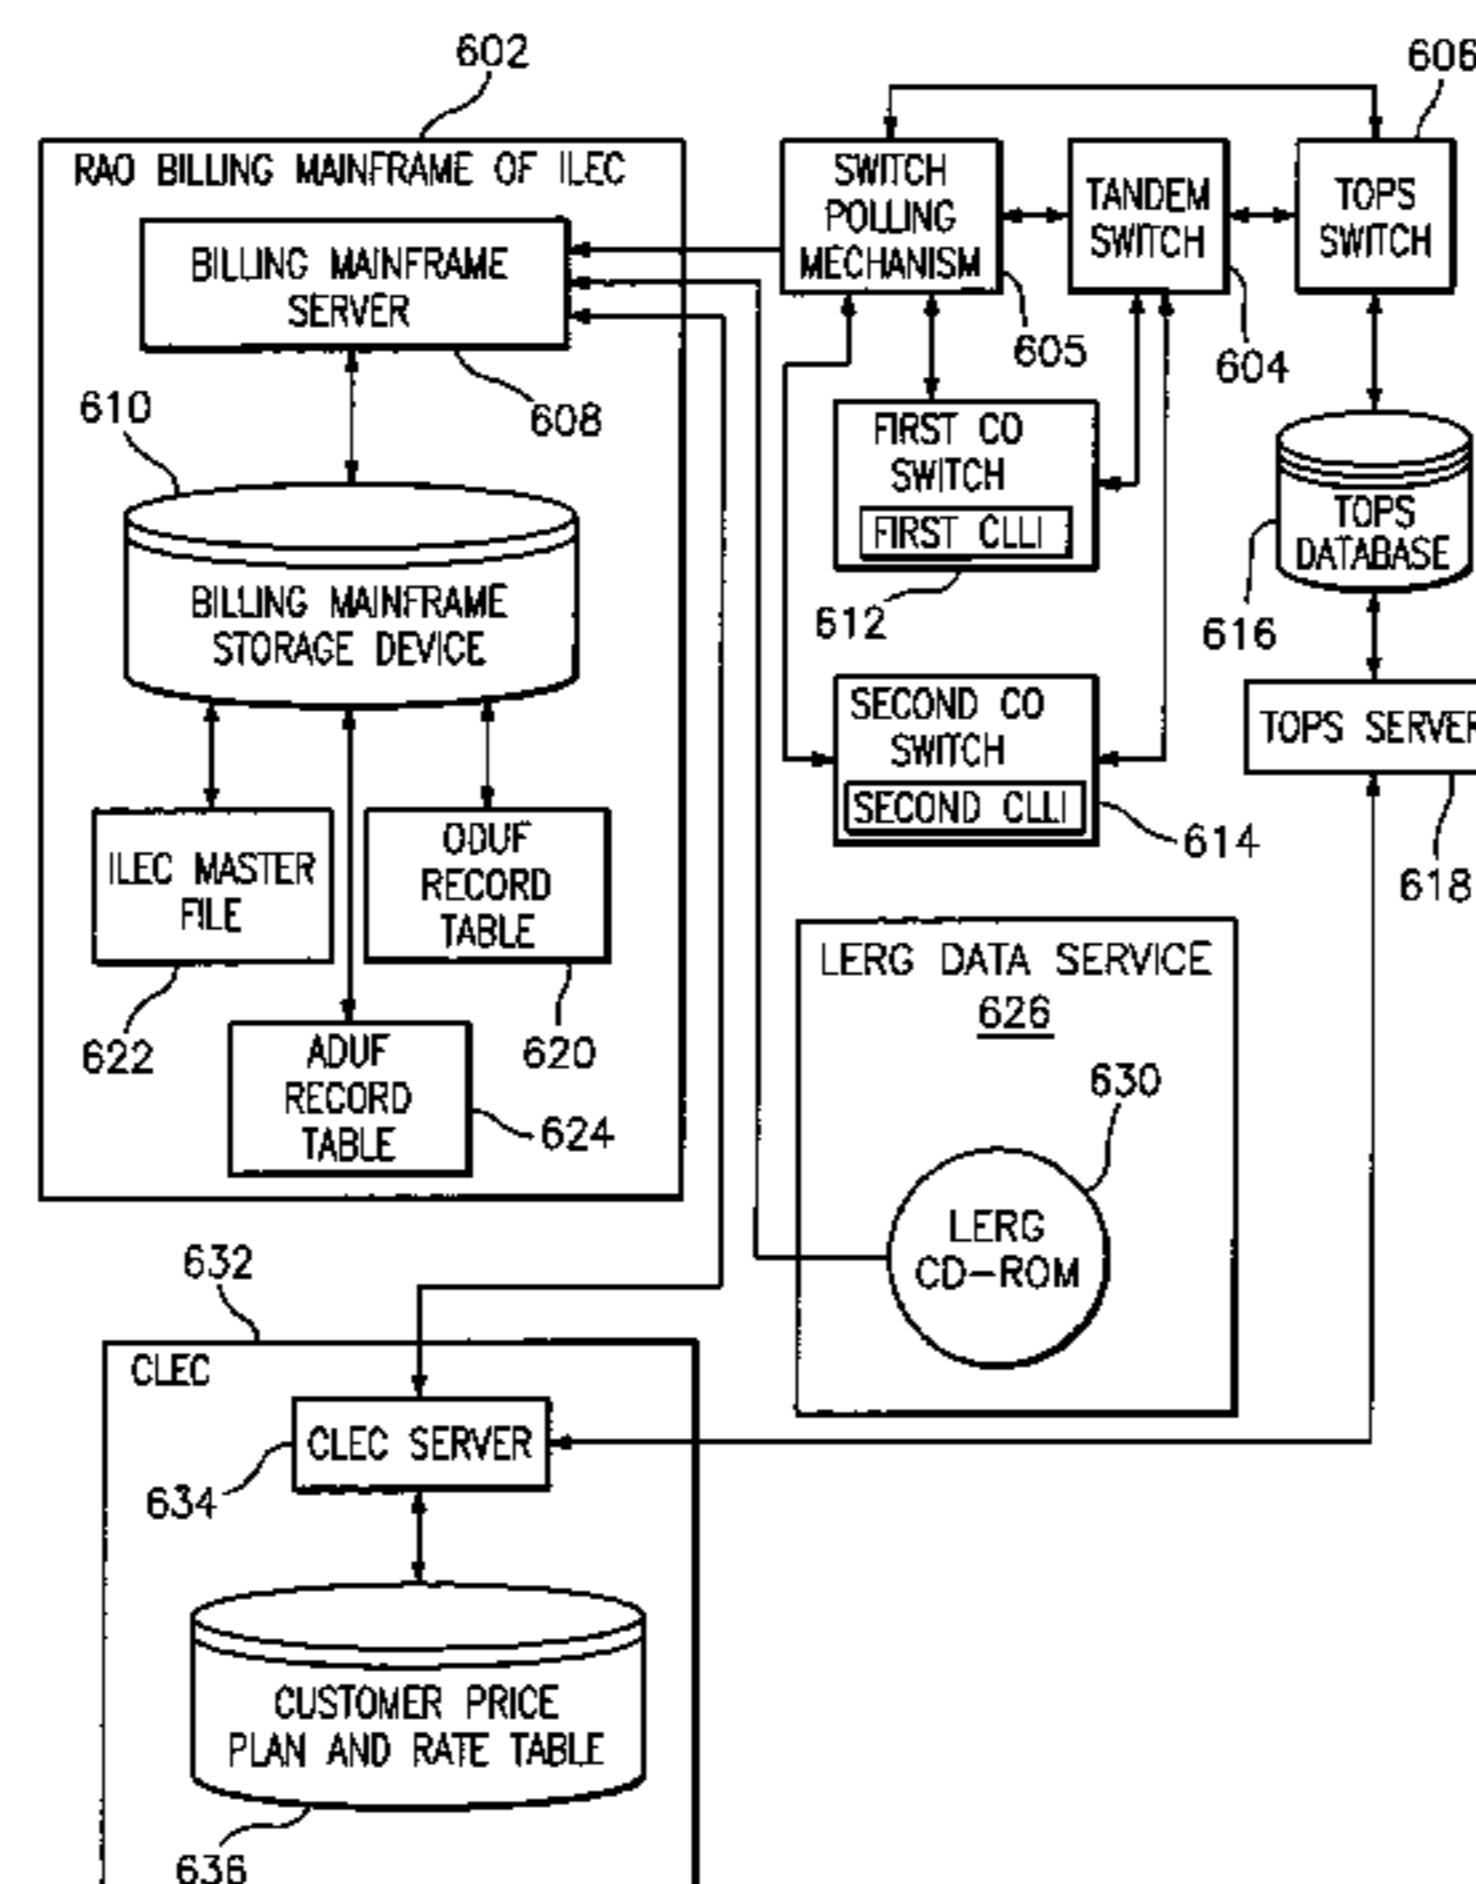 602
606
RAO BILLING MAINFRAME OF ILEC
BILLING MAINFRAME
SERVER
608
610
BILLING MAINFRAME
STORAGE DEVICE
ILEC MASTER
FILE
622
ODUF
RECORD
TABLE
620
ADUF
RECORD
TABLE
624
SWITCH
POLLING
MECHANISM
605
TANDEM
SWITCH
604
TOPS
SWITCH
FIRST CO
SWITCH
FIRST CLLI
612
SECOND CO
SWITCH
SECOND CLLI
614
TOPS
DATABASE
616
TOPS SERVER
618
LERG DATA SERVICE
626
630
LERG
CD-ROM
632
CLEC
CLEC SERVER
634
CUSTOMER PRICE
PLAN AND RATE TABLE
636